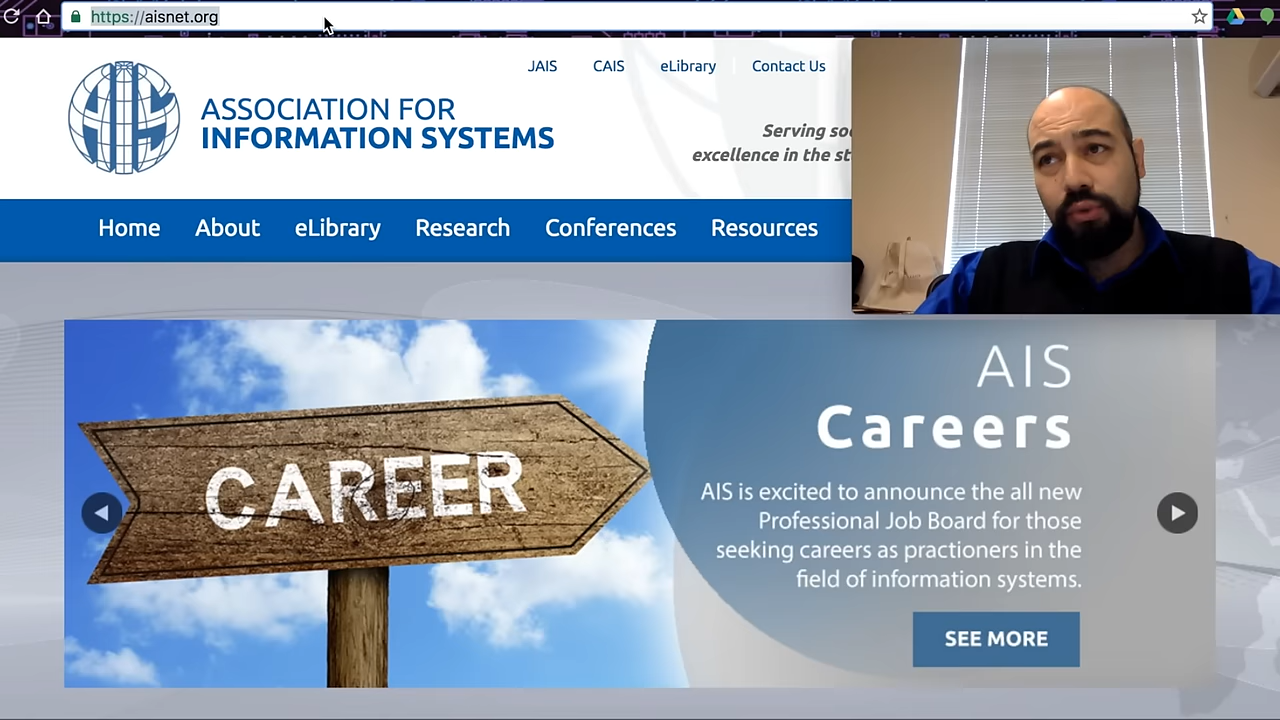 https://aisnet.org
JAIS CAIS eLibrary Contact Us
ASSOCIATION FOR
INFORMATION SYSTEMS
Serving
excellence in the
Home About eLibrary Research Conferences Resources
CAREER
AIS
Careers
AIS is excited to announce the all new
Professional Job Board for those
seeking careers as practioners in the
field of information systems.
SEE MORE